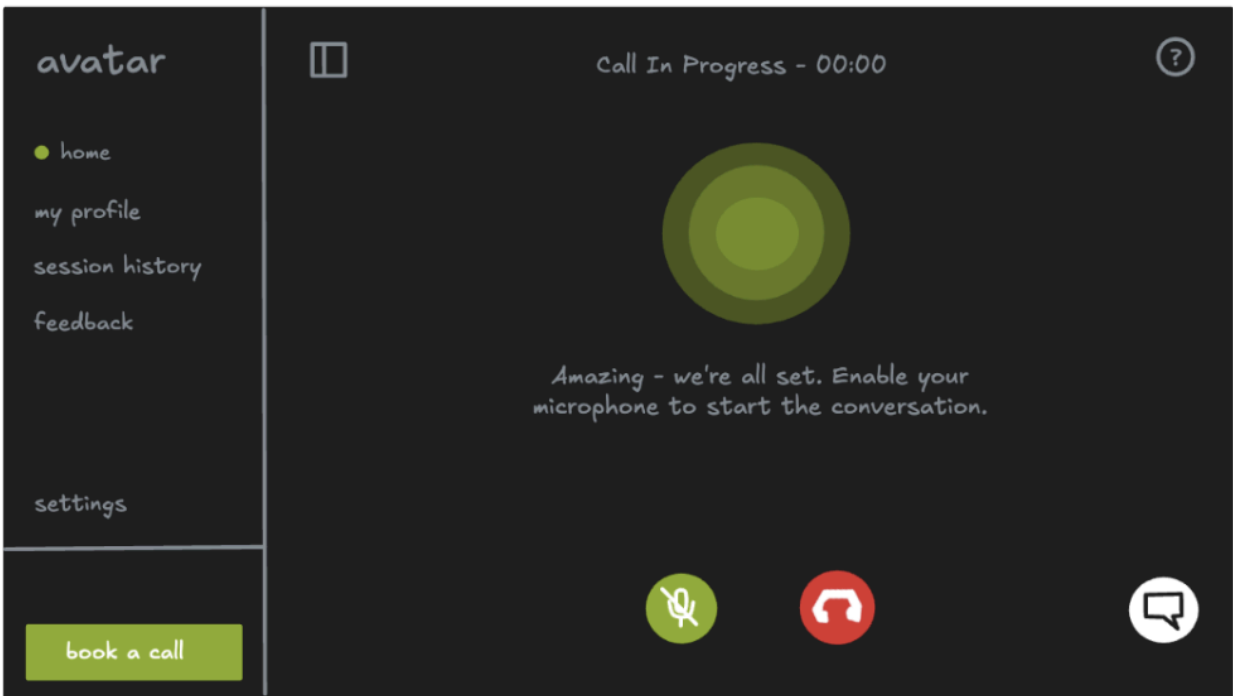 avatar
home
my profile
session history
feedback
settings
book a call
Call In Progress - 00:00
?
Amazing - we're all set. Enable your
microphone to start the conversation.